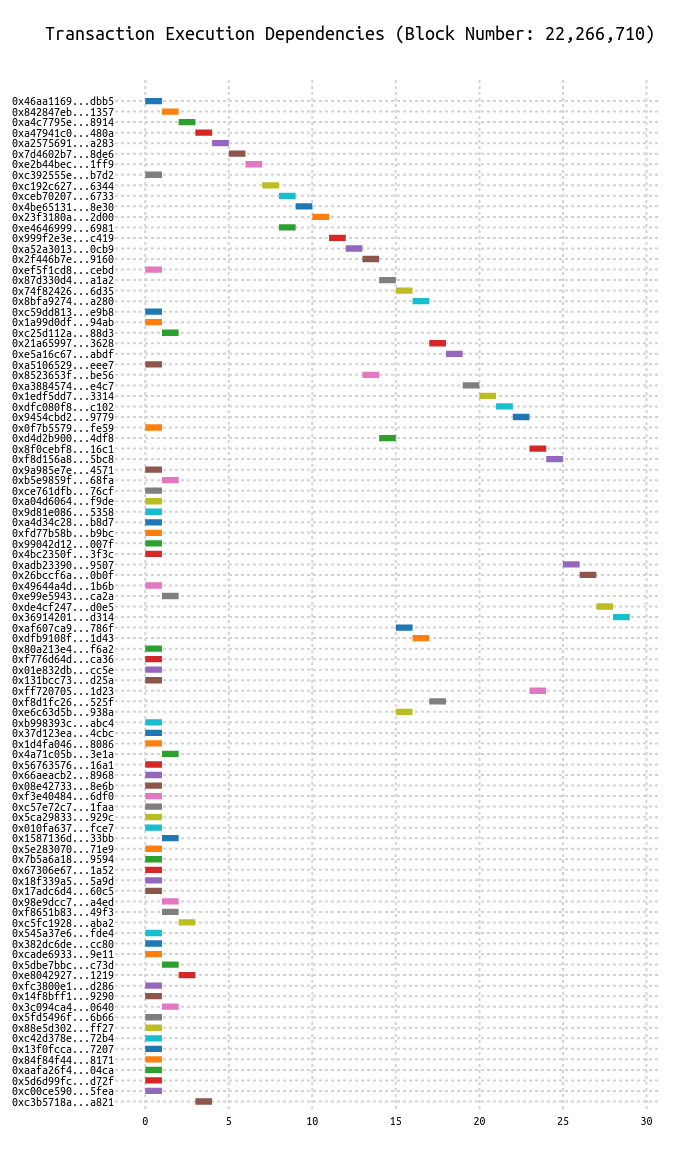 Transaction Execution Dependencies (Block Number: 22,266,710)
0x46aa1169...dbb5
0x842847eb...1357
0xa4c7795e...8914
0xa47941c0...480a
0xa2575691...a283
0x7d4602b7...8de6
0xe2b44bec...1ff9
0xc392555e...b7d2
0xc192c627...6344
0xceb70207...6733
0x4be65131...8e30
0x23f3180a...2d00
0xe4646999...6981
0x999f2e3e...c419
0xa52a3013...0cb9
0x2f446b7e...9160
0xef5f1cd8...cebd
0x87d330d4...a1a2
0x74f82426...6d35
0x8bfa9274...a280
0xc59dd813...e9b8
0x1a99d0df...94ab
0xc25d112a...88d3
0x21a65997...3628
0xe5a16c67...abdf
0xa5106529...eee7
0x8523653f...be56
0xa3884574...e4c7
0x1edf5dd7...3314
0xdfc080f8...c102
0x9454cbd2...9779
0x0f7b5579...fe59
0xd4d2b900...4df8
0x8f0cebf8...16c1
0xf8d156a8...5bc8
0x9a985e7e...4571
0xb5e9859f...68fa
0xce761dfb...76cf
0xa04d6064...f9de
0x9d81e086...5358
0xa4d34c28...b8d7
0xfd77b58b...b9bc
0x99042d12...007f
0x4bc2350f...3f3c
0xadb23390...9507
0x26bccf6a...0b0f
0x49644a4d...1b6b
0xe99e5943...ca2a
0xde4cf247...d0e5
0x36914201...d314
0xaf607ca9...786f
0xdfb9108f...1d43
0x80a213e4...f6a2
0xf776d64d...ca36
0x01e832db...cc5e
0x131bcc73...d25a
0xff720705...1d23
0xf8d1fc26...525f
0xe6c63d5b...938a
0xb998393c...abc4
0x37d123ea...4cbc
0x1d4fa046...8086
0x4a71c05b...3e1a
0x56763576...16a1
0x66aeacb2...8968
0x08e42733...8e6b
0xf3e40484...6df0
0xc57e72c7...1faa
0x5ca29833...929c
0x010fa637...fce7
0x1587136d...33bb
0x5e283070...71e9
0x7b5a6a18...9594
0x67306e67...1a52
0x18f339a5...5a9d
0x17adc6d4...60c5
0x98e9dcc7...a4ed
0xf8651b83...49f3
0xc5fc1928...aba2
0x545a37e6...fde4
0x382dc6de...cc80
0xcade6933...9e11
0x5dbe7bbc...c73d
0xe8042927...1219
0xfc3800e1...d286
0x14f8bff1...9290
0x3c094ca4...0640
0x5fd5496f...6b66
0x88e5d302...ff27
0xc42d378e...72b4
0x13f0fcca...7207
0x84f84f44...8171
0xaafa26f4...04ca
0x5d6d99fc...d72f
0xc00ce590...5fea
0xc3b5718a...a821
0 5 10 15 20 25 30